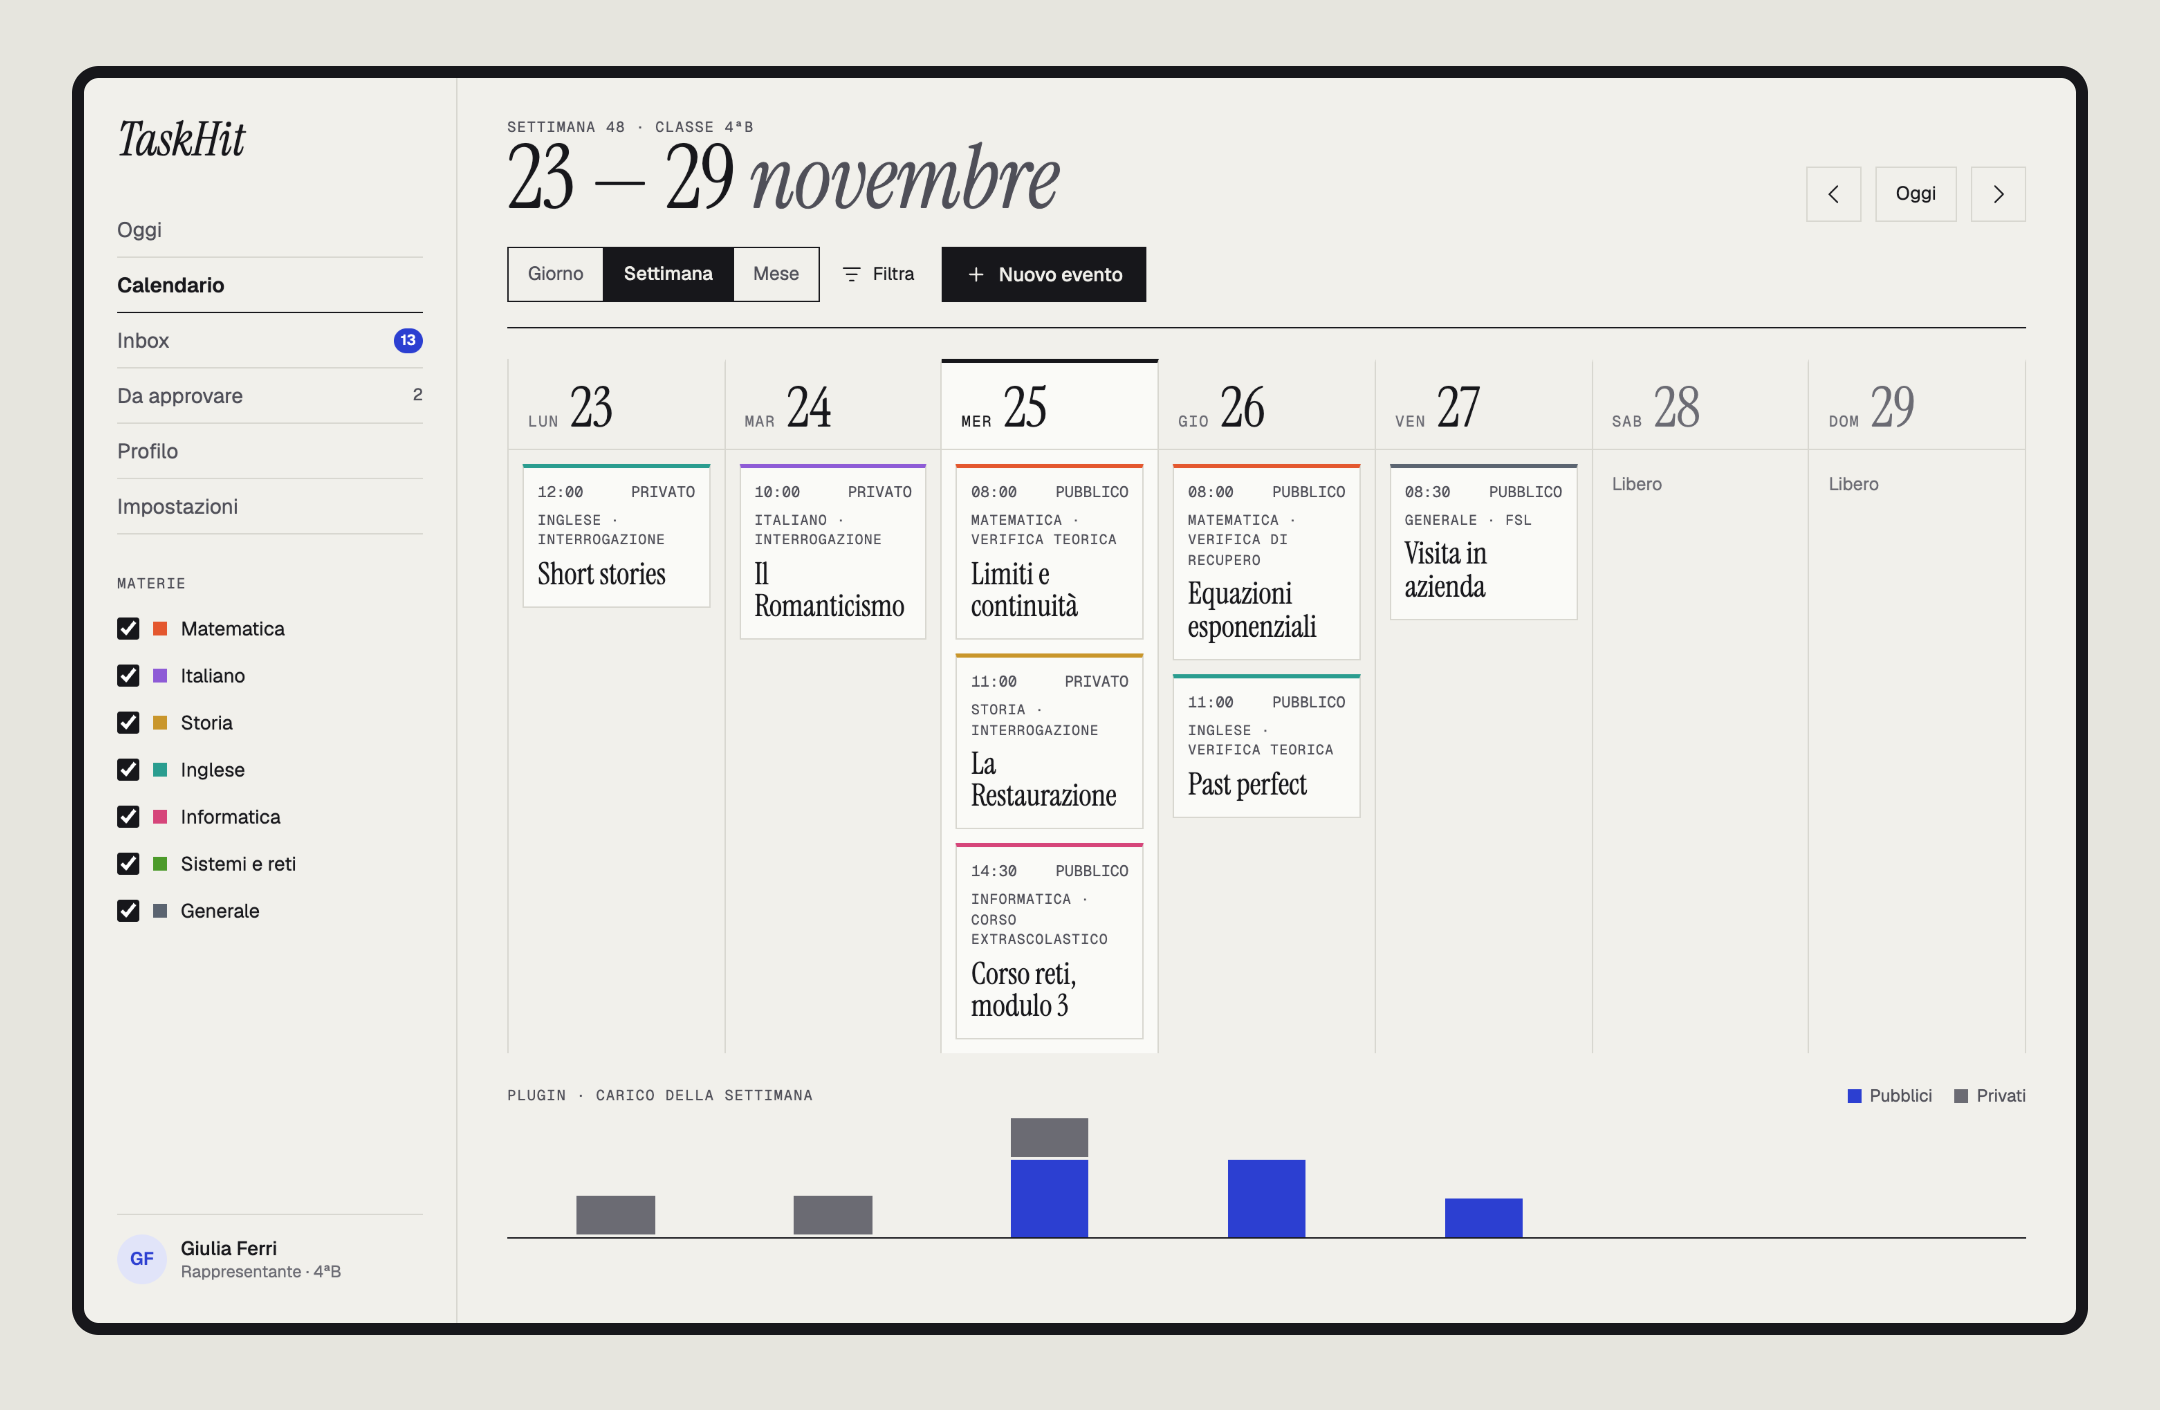 TaskHit
Oggi
Calendario
Inbox 13
Da approvare 2
Profilo
Impostazioni
MATERIE
Matematica
Italiano
Storia
Inglese
Informatica
Sistemi e reti
Generale
GF
Giulia Ferri
Rappresentante · 4ªB
SETTIMANA 48 · CLASSE 4ªB
23 — 29 novembre
Oggi
Giorno Settimana Mese Filtra + Nuovo evento
LUN 23
12:00 PRIVATO
INGLESE ·
INTERROGAZIONE
Short stories
MAR 24
10:00 PRIVATO
ITALIANO ·
INTERROGAZIONE
Il
Romanticismo
MER 25
08:00 PUBBLICO
MATEMATICA ·
VERIFICA TEORICA
Limiti e
continuità
11:00 PRIVATO
STORIA ·
INTERROGAZIONE
La
Restaurazione
14:30 PUBBLICO
INFORMATICA ·
CORSO
EXTRASCOLASTICO
Corso reti,
modulo 3
GIO 26
08:00 PUBBLICO
MATEMATICA ·
VERIFICA DI
RECUPERO
Equazioni
esponenziali
11:00 PUBBLICO
INGLESE ·
VERIFICA TEORICA
Past perfect
VEN 27
08:30 PUBBLICO
GENERALE · FSL
Visita in
azienda
SAB 28
Libero
DOM 29
Libero
PLUGIN · CARICO DELLA SETTIMANA
Pubblici Privati